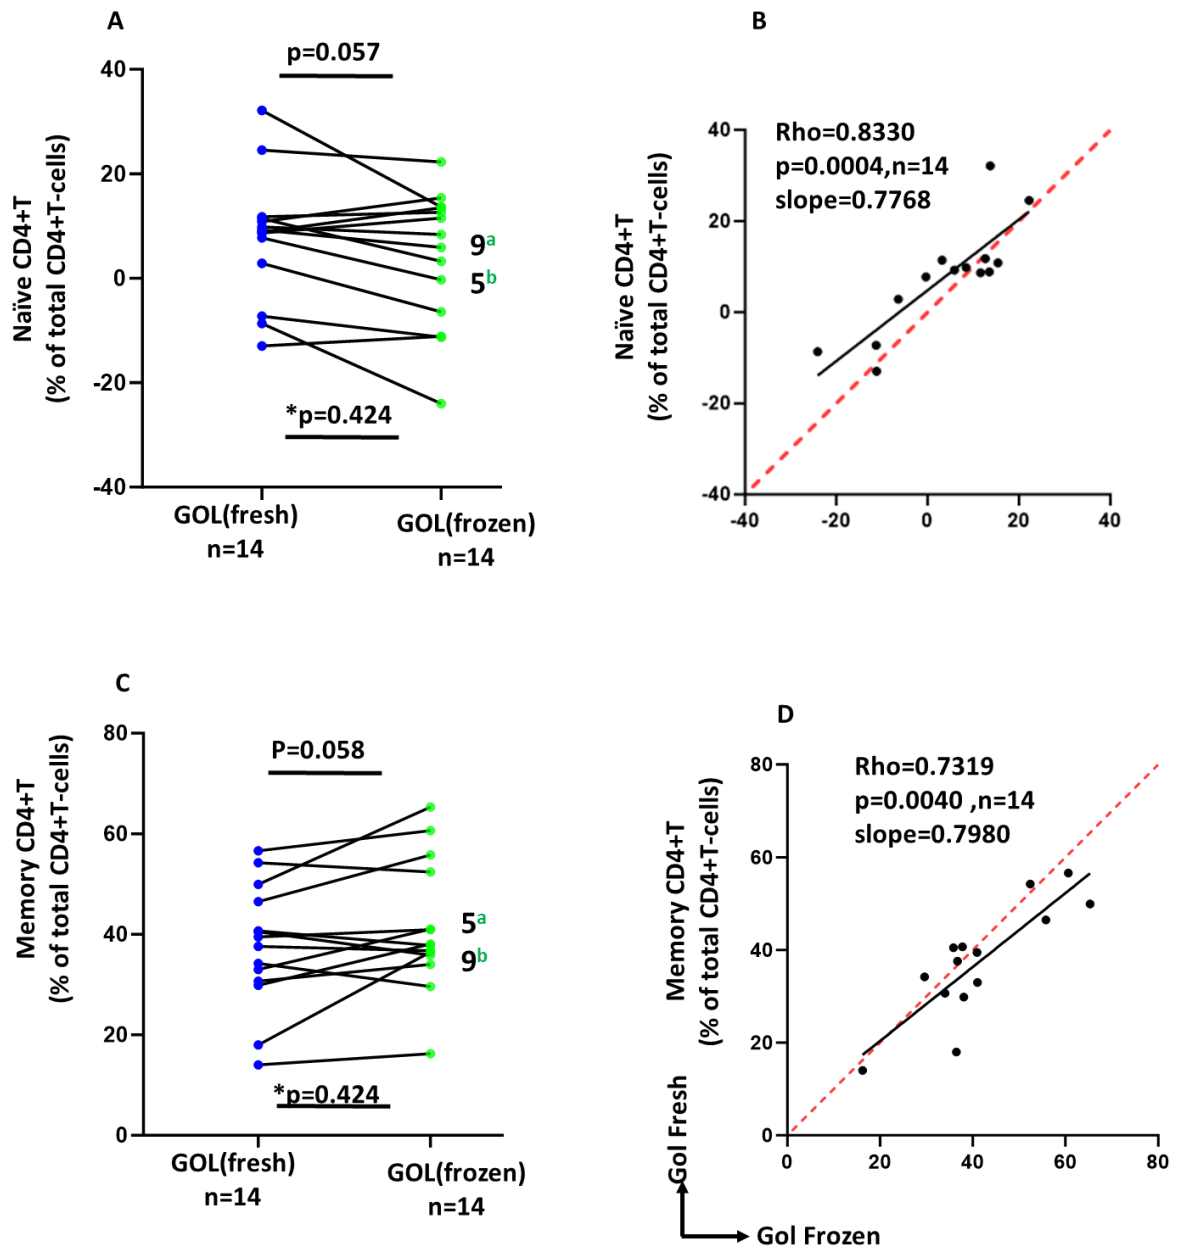 A
p=0.057
40
20
0
-20
-40
Naïve CD4+T
(% of total CD4+T-cells)
9a
5b
*p=0.424
GOL(fresh)
n=14
GOL(frozen)
n=14
B
Rho=0.8330
p=0.0004,n=14
slope=0.7768
40
20
0
-20
-40
Naïve CD4+T
(% of total CD4+T-cells)
-40
-20
0
20
40
C
P=0.058
80
60
40
20
0
Memory CD4+T
(% of total CD4+T-cells)
5a
9b
*p=0.424
GOL(fresh)
n=14
GOL(frozen)
n=14
D
Rho=0.7319
p=0.0040 ,n=14
slope=0.7980
80
60
40
20
0
Memory CD4+T
(% of total CD4+T-cells)
0
20
40
60
80
Gol Fresh
Gol Frozen